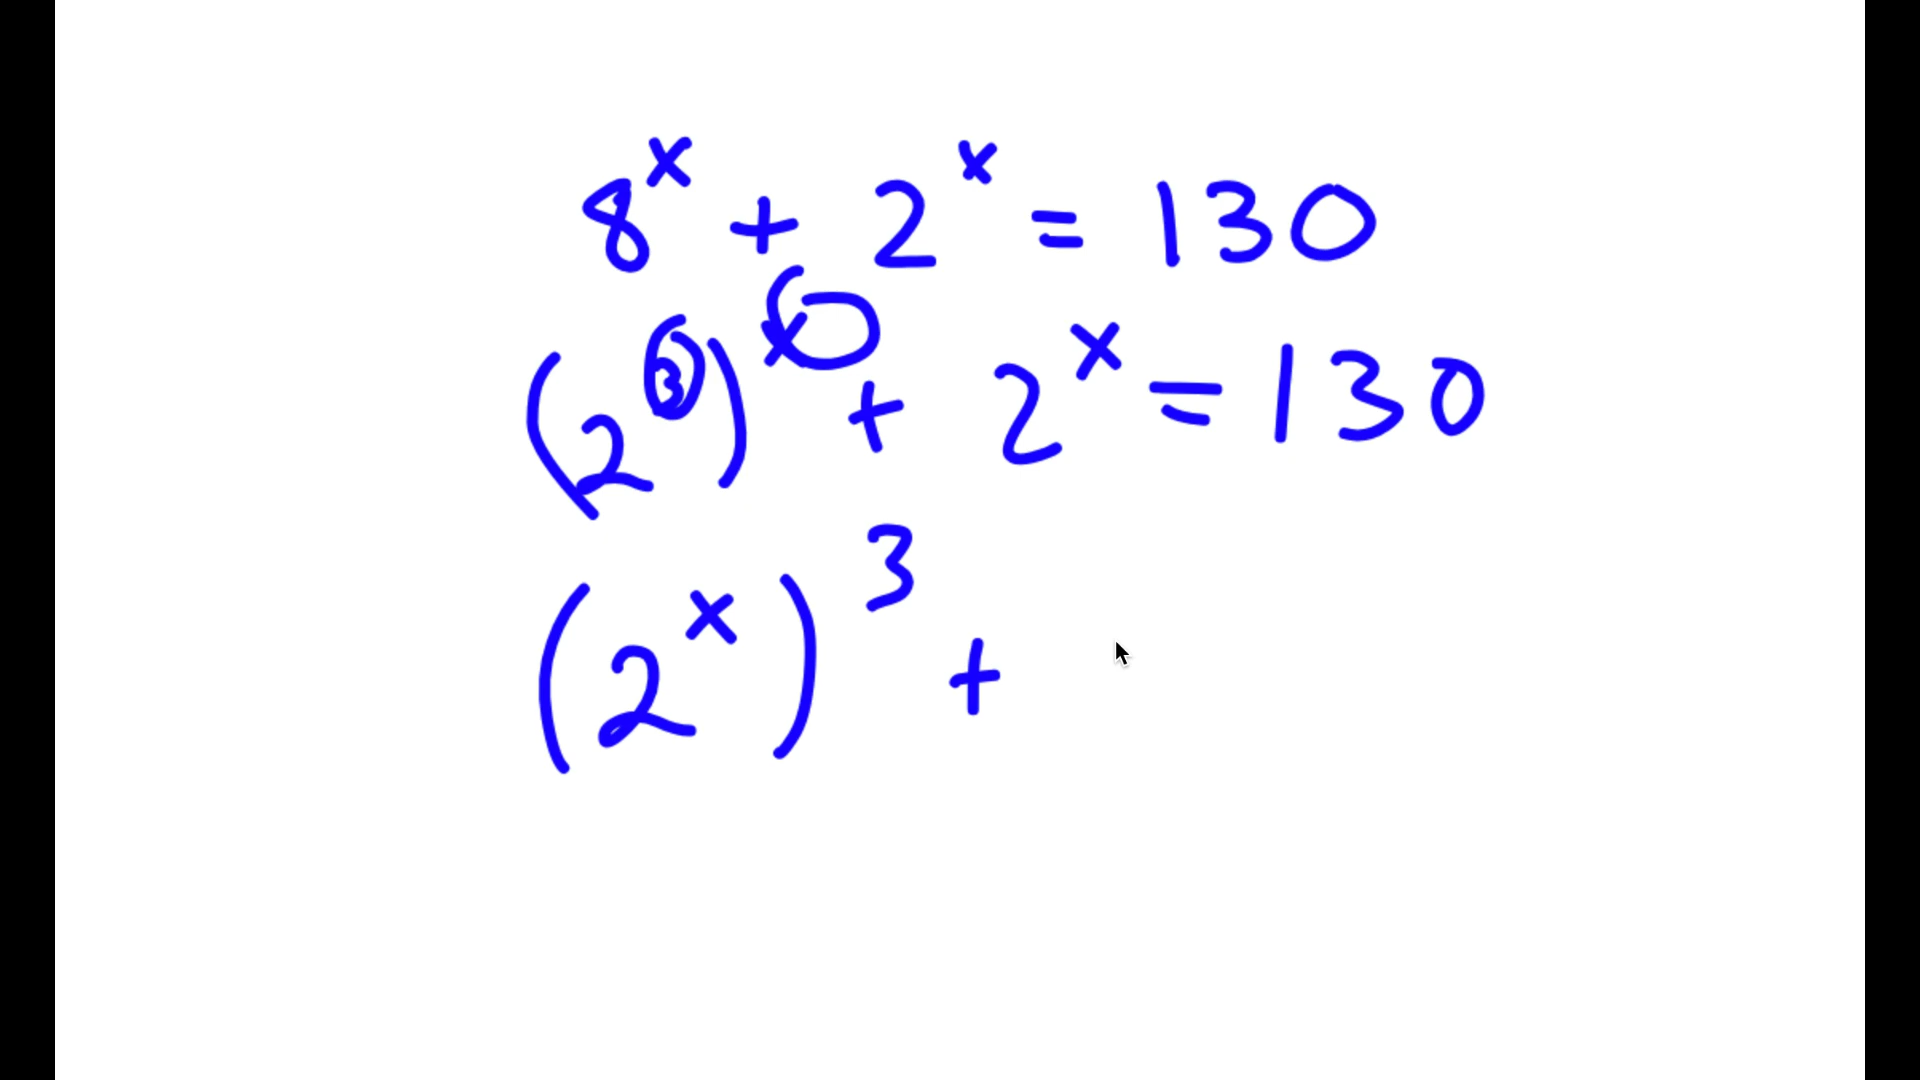 8^x + 2^x = 130
(2^3)^x + 2^x = 130
(2^x)^3 +